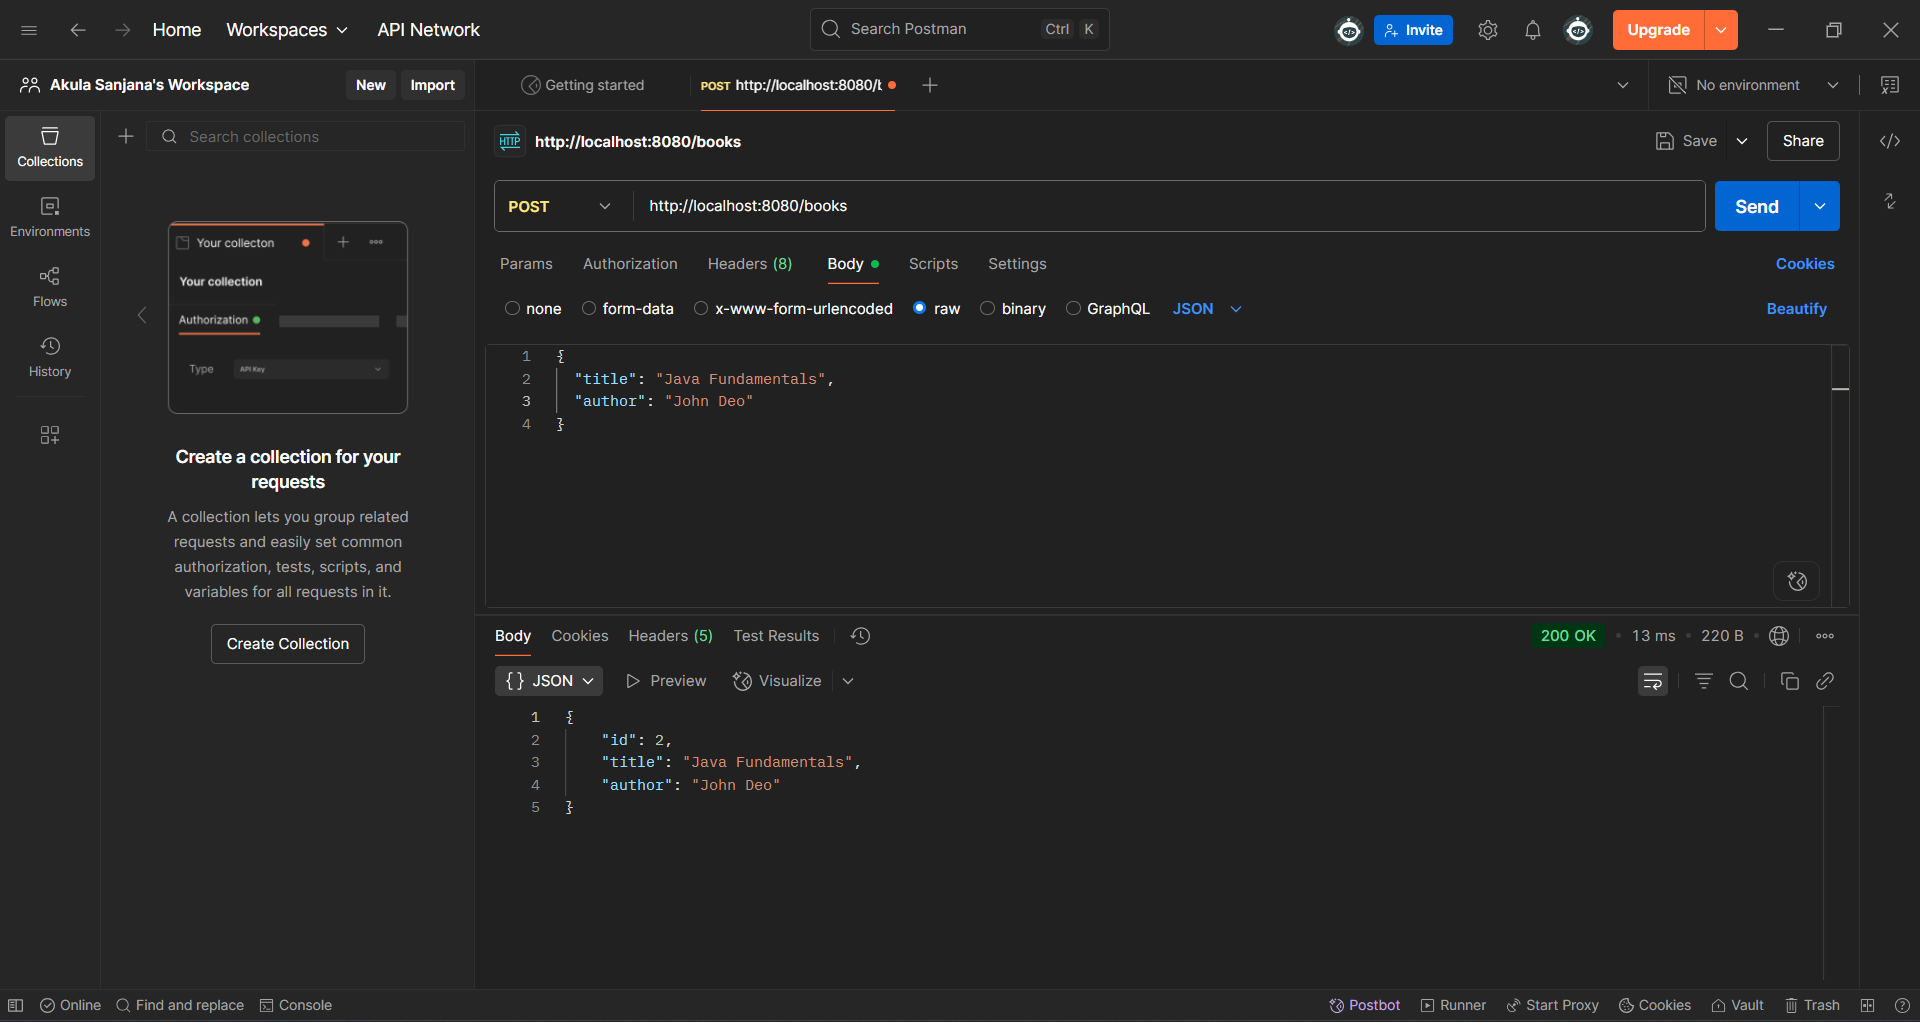 Home Workspaces API Network Search Postman Ctrl K Invite Upgrade
Akula Sanjana's Workspace New Import Getting started POST http://localhost:8080/b No environment
Collections
Environments
Flows
History
Search collections
Your collecton
Your collection
Authorization
Type API Key
Create a collection for your
requests
A collection lets you group related
requests and easily set common
authorization, tests, scripts, and
variables for all requests in it.
Create Collection
HTTP http://localhost:8080/books Save Share
POST http://localhost:8080/books Send
Params Authorization Headers (8) Body Scripts Settings Cookies
none form-data x-www-form-urlencoded raw binary GraphQL JSON Beautify
1 {
2 "title": "Java Fundamentals",
3 "author": "John Deo"
4 }
Body Cookies Headers (5) Test Results 200 OK • 13 ms • 220 B •
{} JSON Preview Visualize
1 {
2 "id": 2,
3 "title": "Java Fundamentals",
4 "author": "John Deo"
5 }
Online Find and replace Console Postbot Runner Start Proxy Cookies Vault Trash